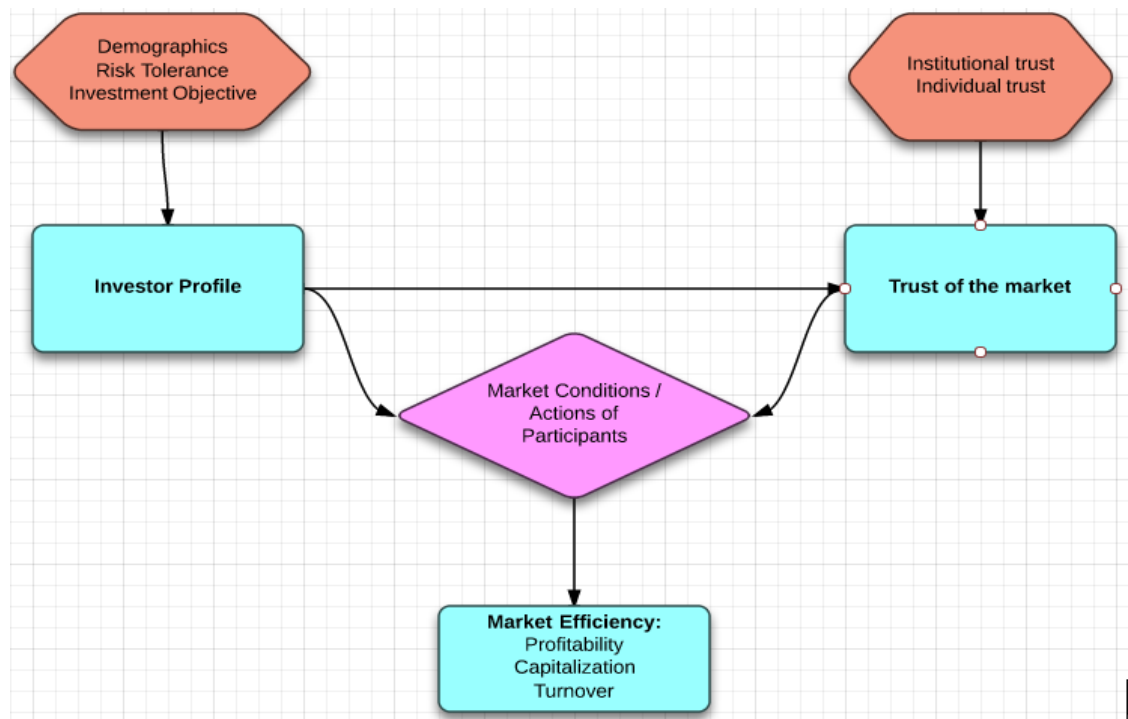 Demographics
Risk Tolerance
Investment Objective
Institutional trust
Individual trust
Investor Profile
Trust of the market
Market Conditions /
Actions of
Participants
Market Efficiency:
Profitability
Capitalization
Turnover